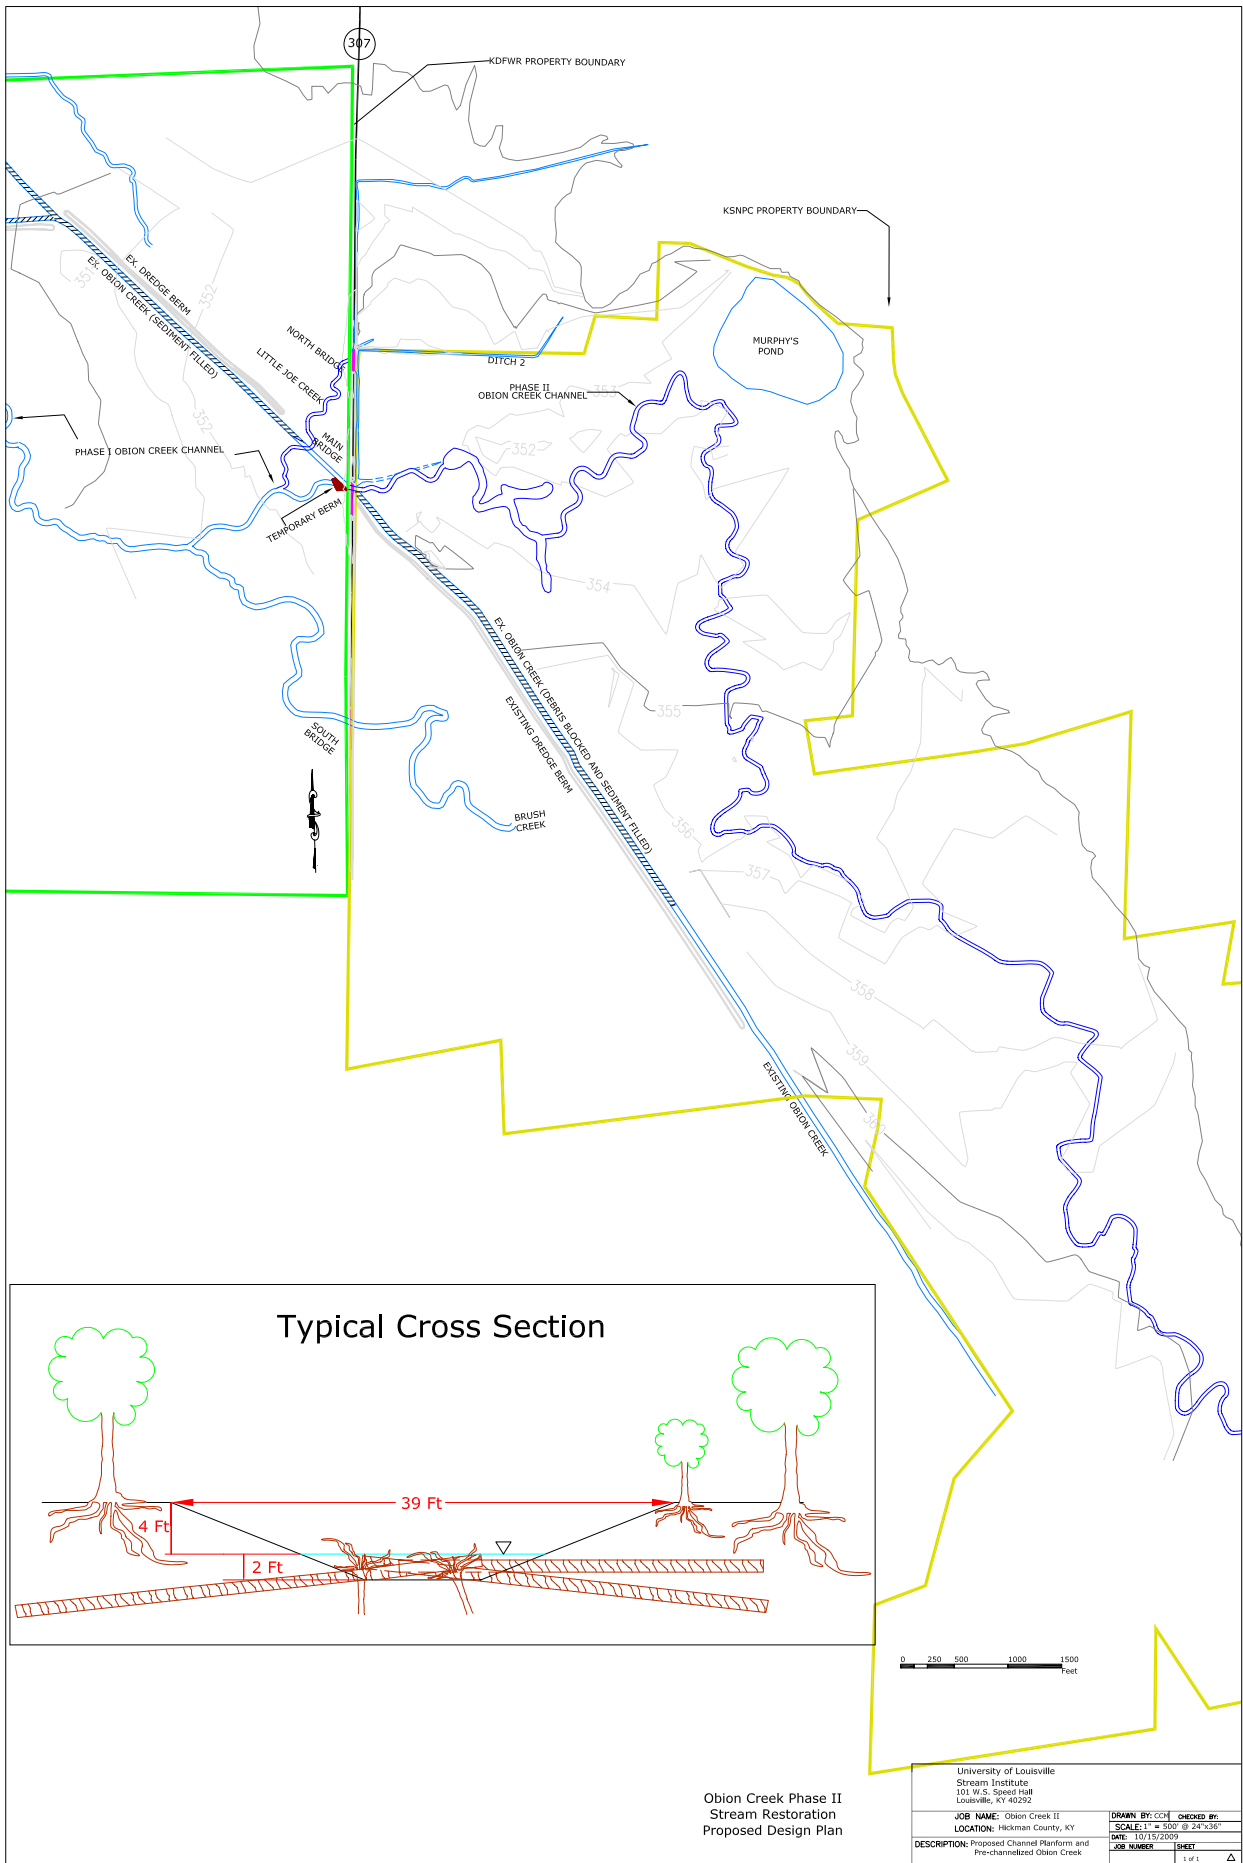 307
KDFWR PROPERTY BOUNDARY
KSNPC PROPERTY BOUNDARY
351
352
EX. DREDGE BERM
EX. OBION CREEK (SEDIMENT FILLED)
NORTH BRIDGE
LITTLE JOE CREEK
MURPHY'S
POND
DITCH 2
PHASE II
OBION CREEK CHANNEL
353
352
352
MAIN
BRIDGE
PHASE I OBION CREEK CHANNEL
TEMPORARY BERM
354
EX. OBION CREEK (DEBRIS BLOCKED AND SEDIMENT FILLED)
EXISTING DREDGE BERM
355
SOUTH
BRIDGE
BRUSH
CREEK
356
357
358
359
EXISTING OBION CREEK
360
Typical Cross Section
39 Ft
4 Ft
2 Ft
0 250 500 1000 1500
Feet
Obion Creek Phase II
Stream Restoration
Proposed Design Plan
University of Louisville
Stream Institute
101 W.S. Speed Hall
Louisville, KY 40292
JOB NAME: Obion Creek II
LOCATION: Hickman County, KY
DRAWN BY: CCM CHECKED BY:
SCALE: 1" = 500' @ 24"x36"
DATE: 10/15/2009
DESCRIPTION: Proposed Channel Planform and
Pre-channelized Obion Creek
JOB NUMBER SHEET
1 of 1